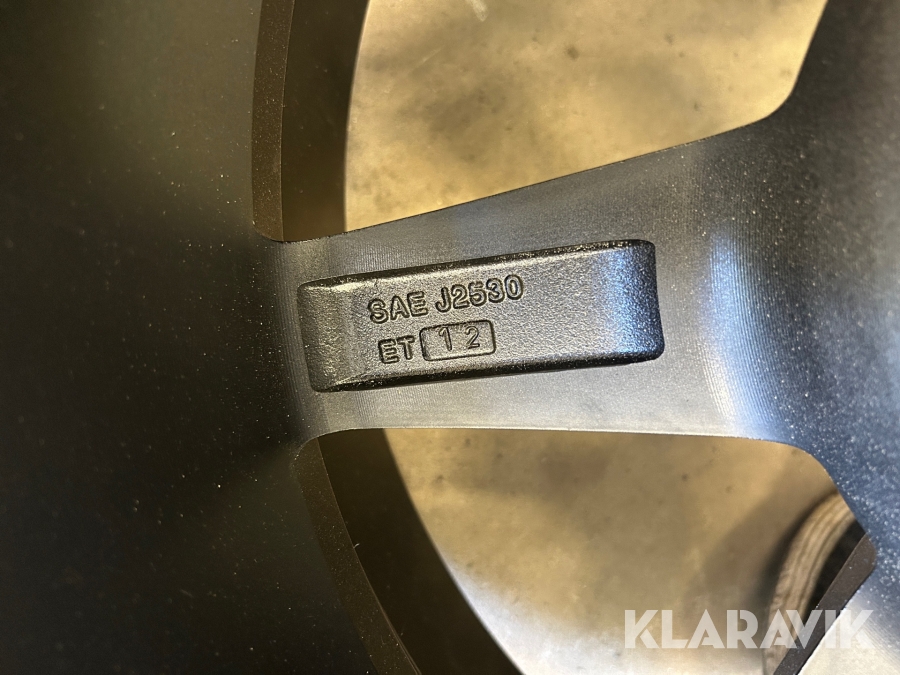 SAE J2530
ET 12
KLARAVIK